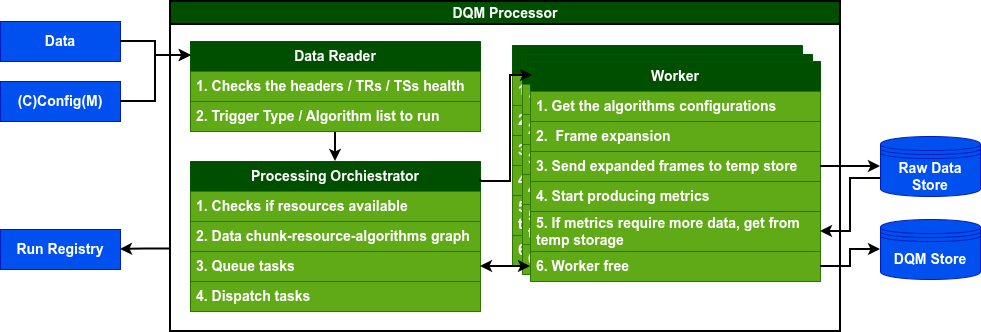 DQM Processor
Data
(C)Config(M)
Run Registry
Data Reader
1. Checks the headers / TRs / TSs health
2. Trigger Type / Algorithm list to run
Processing Orchiestrator
1. Checks if resources available
2. Data chunk-resource-algorithms graph
3. Queue tasks
4. Dispatch tasks
Worker
1. Get the algorithms configurations
2. Frame expansion
3. Send expanded frames to temp store
4. Start producing metrics
5. If metrics require more data, get from
temp storage
6. Worker free
Raw Data
Store
DQM Store